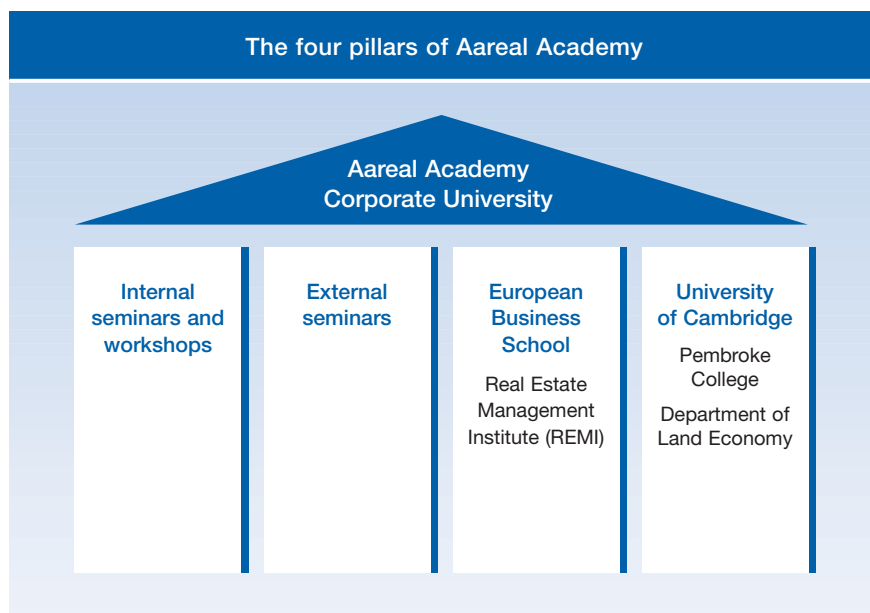 The four pillars of Aareal Academy
Aareal Academy
Corporate University
Internal
seminars and
workshops
External
seminars
European
Business
School
Real Estate
Management
Institute (REMI)
University
of Cambridge
Pembroke
College
Department of
Land Economy